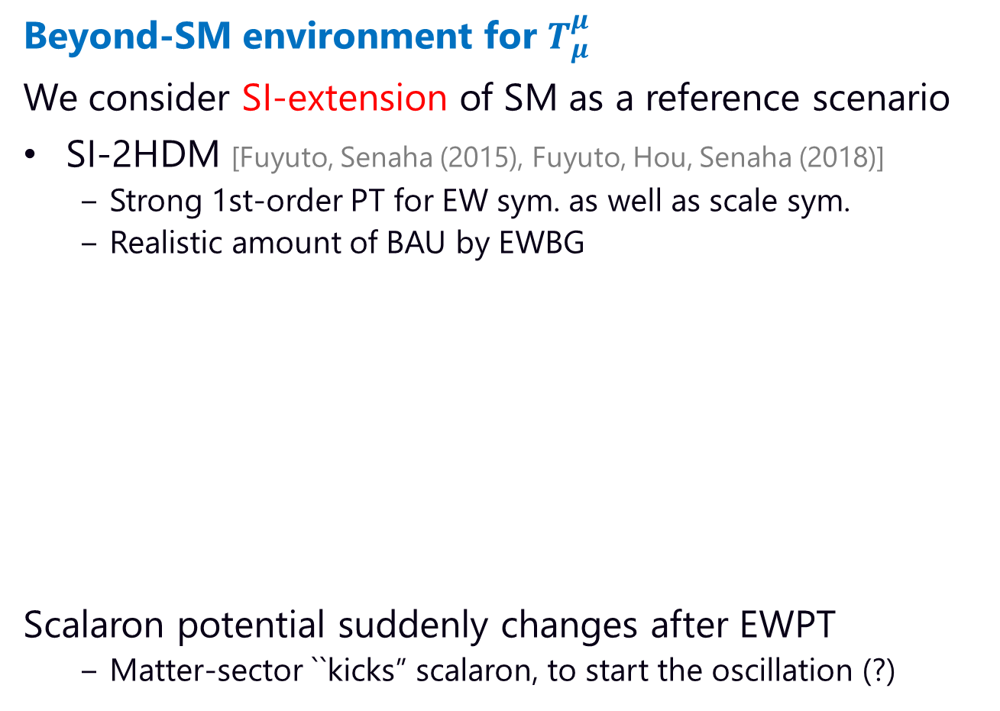 Beyond-SM environment for $T^{\mu}_{\mu}$
We consider SI-extension of SM as a reference scenario
• SI-2HDM [Fuyuto, Senaha (2015), Fuyuto, Hou, Senaha (2018)]
– Strong 1st-order PT for EW sym. as well as scale sym.
– Realistic amount of BAU by EWBG
Scalaron potential suddenly changes after EWPT
– Matter-sector ``kicks” scalaron, to start the oscillation (?)